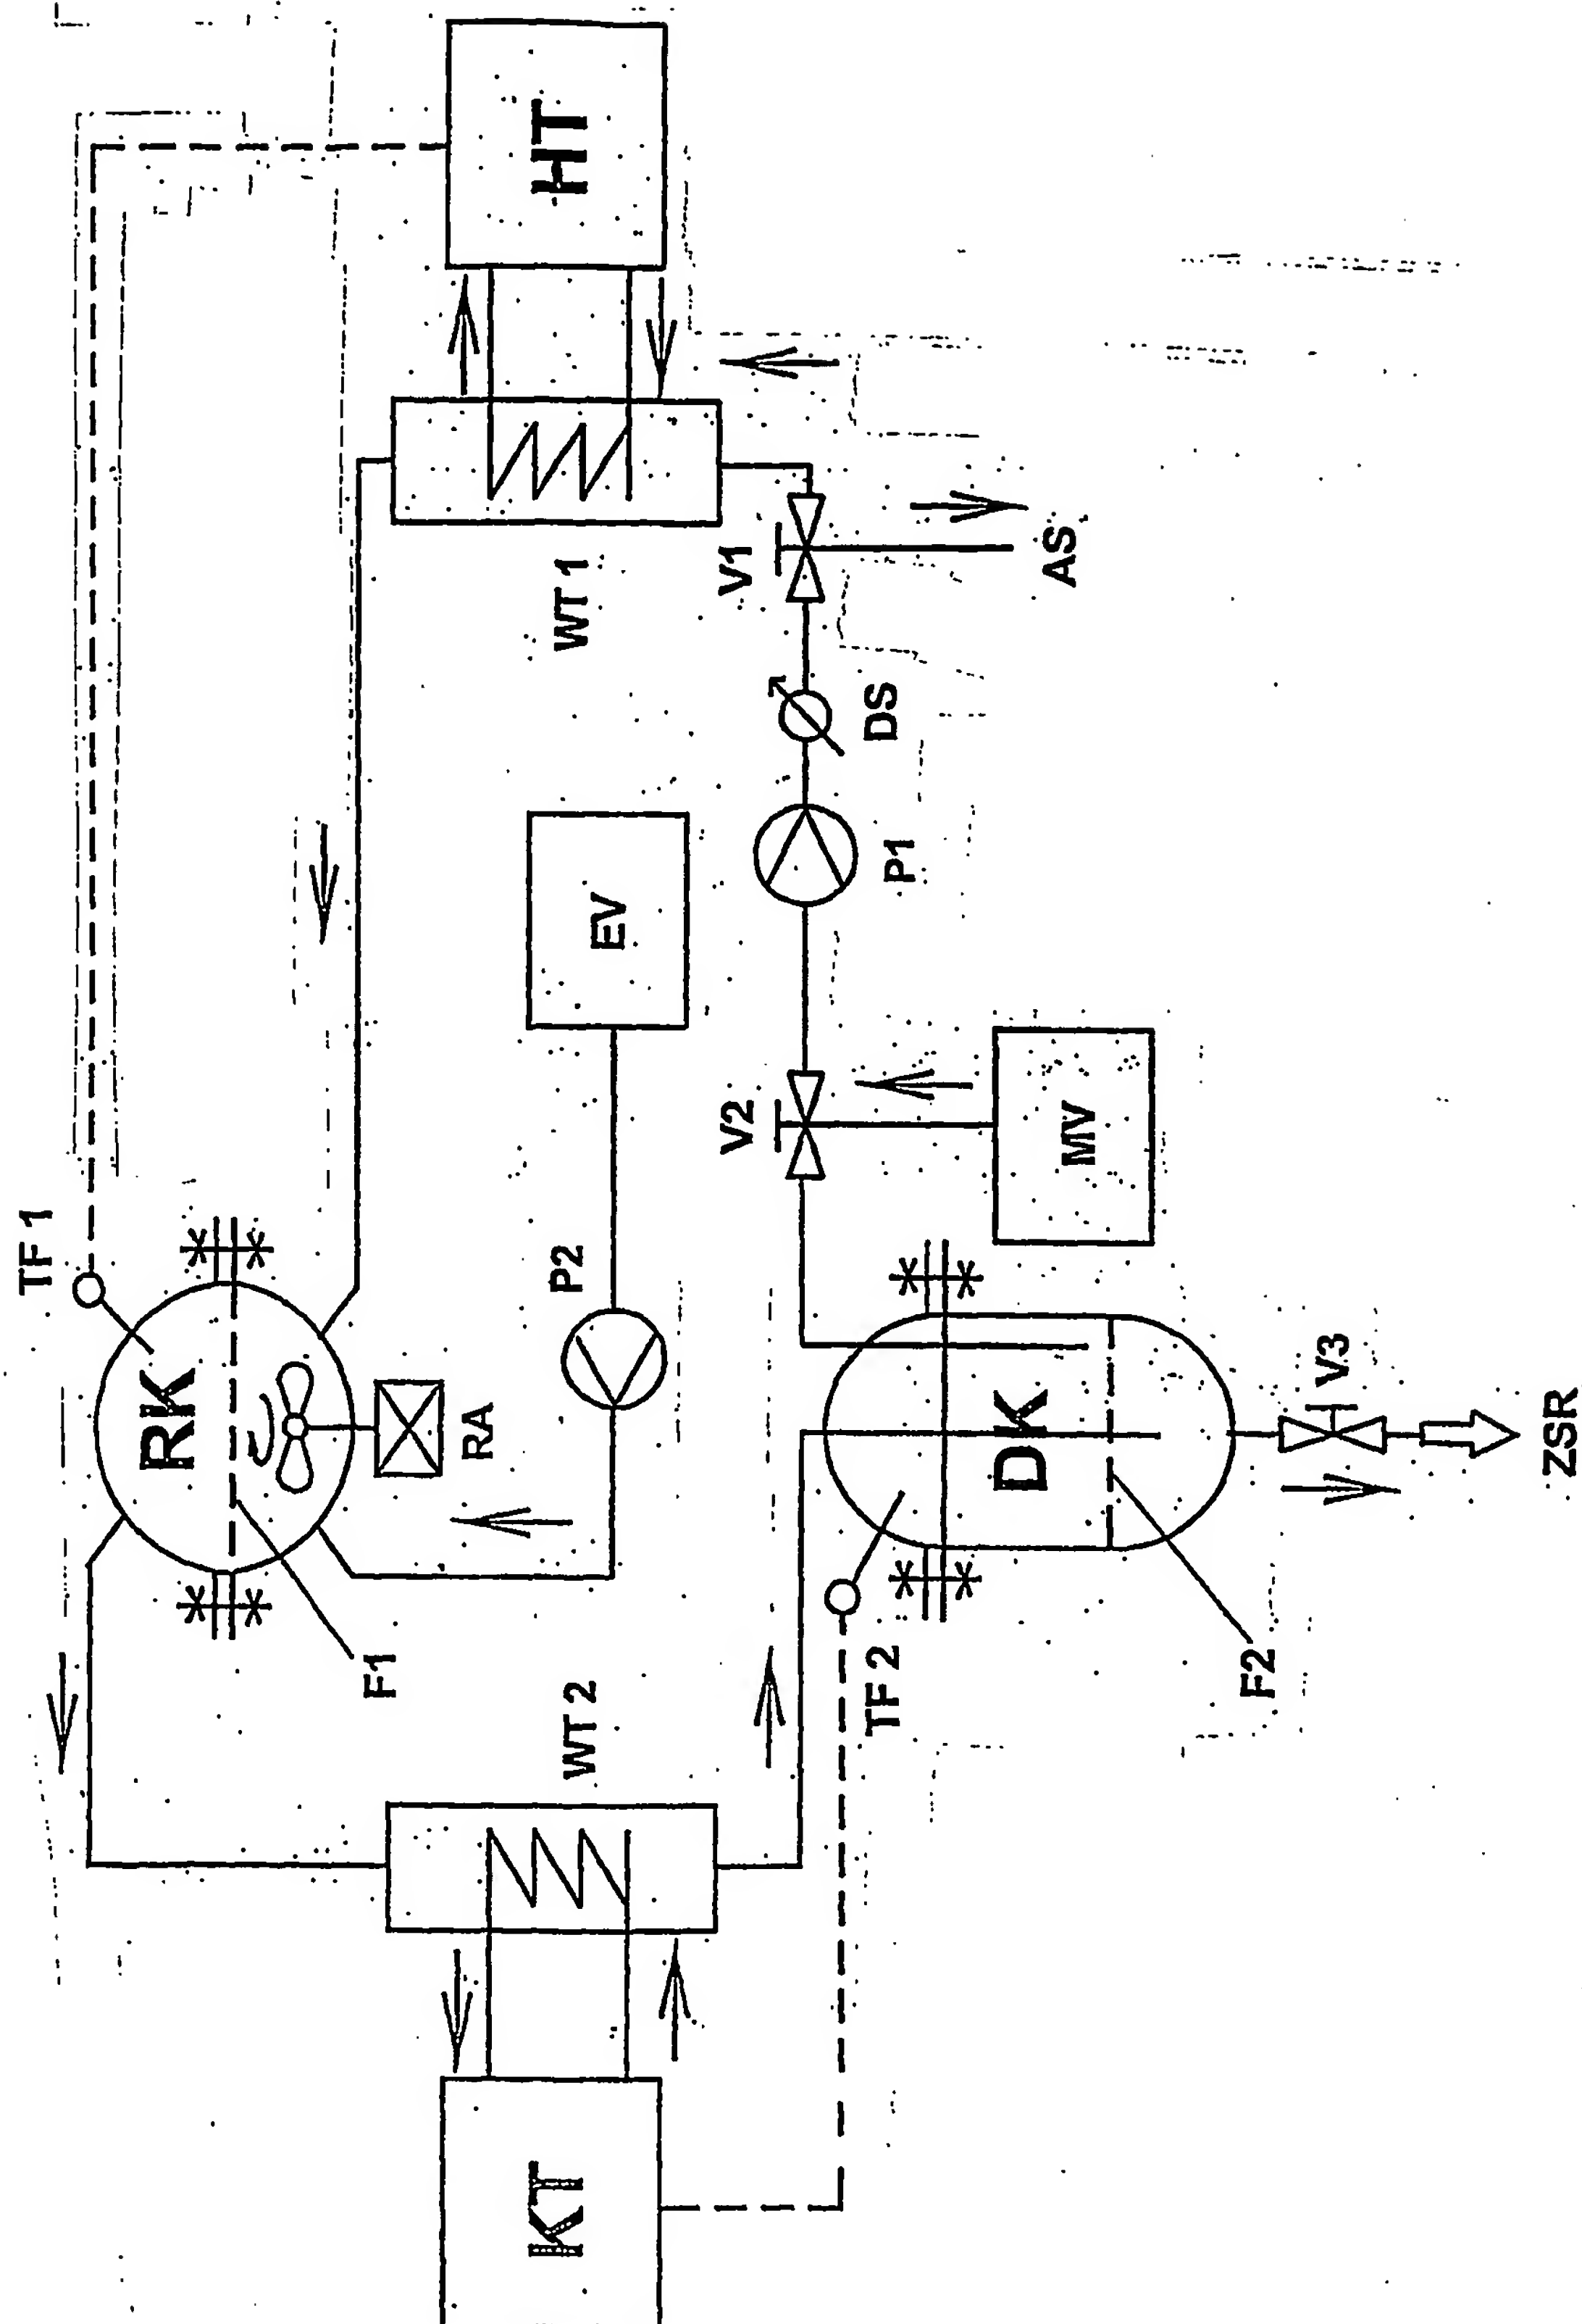 KT
WT 2
TF 2
F1
F2
RK
RA
TF 1
P2
DK
V3
ZSR
V2
MV
EV
P1
DS
V1
AS
WT 1
HT